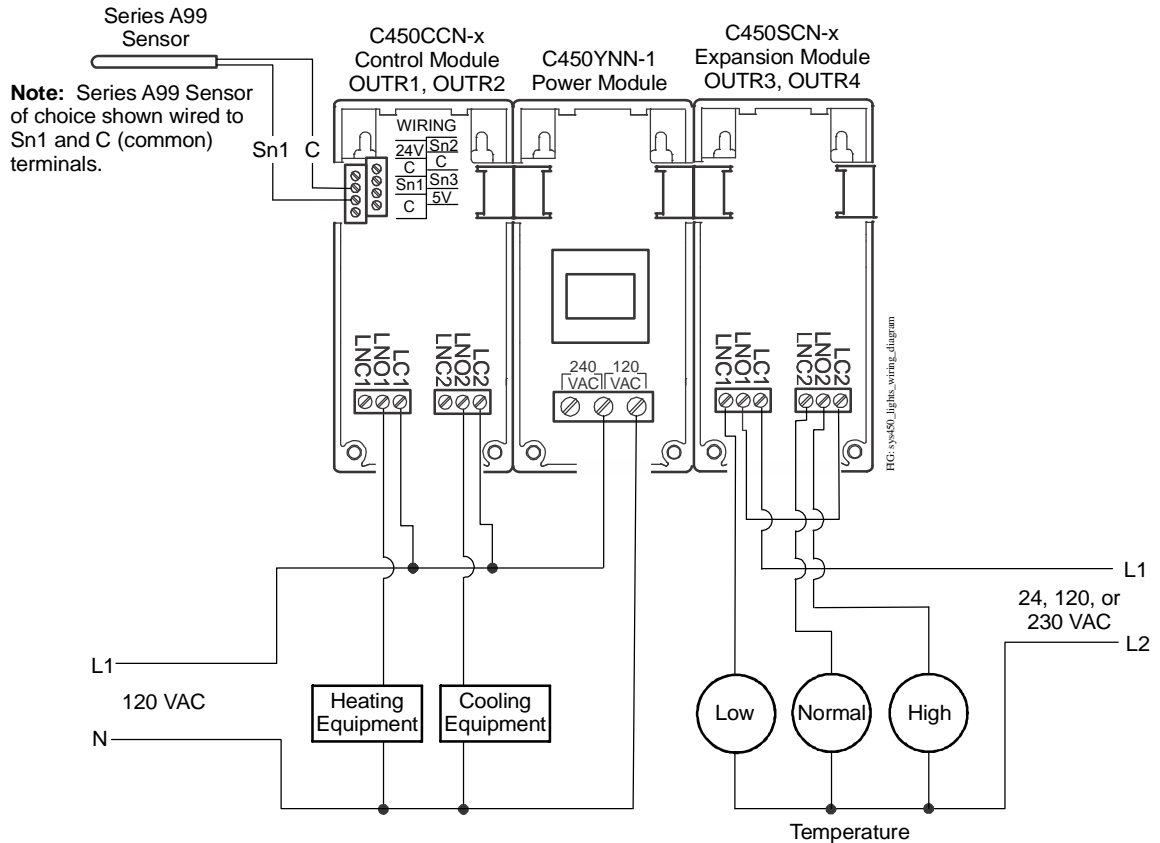 Series A99
Sensor
Note: Series A99 Sensor
of choice shown wired to
Sn1 and C (common)
terminals.
Sn1 C
C450CCN-x
Control Module
OUTR1, OUTR2
C450YNN-1
Power Module
C450SCN-x
Expansion Module
OUTR3, OUTR4
WIRING
24V Sn2
C C
Sn1 Sn3
C 5V
LNC1
LNO1
LC1
LNC2
LNO2
LC2
240
VAC
120
VAC
LNC1
LNO1
LC1
LNC2
LNO2
LC2
HG: sys450_lights_wiring_diagram
L1
120 VAC
N
Heating
Equipment
Cooling
Equipment
Low
Normal
High
Temperature
L1
24, 120, or
230 VAC
L2